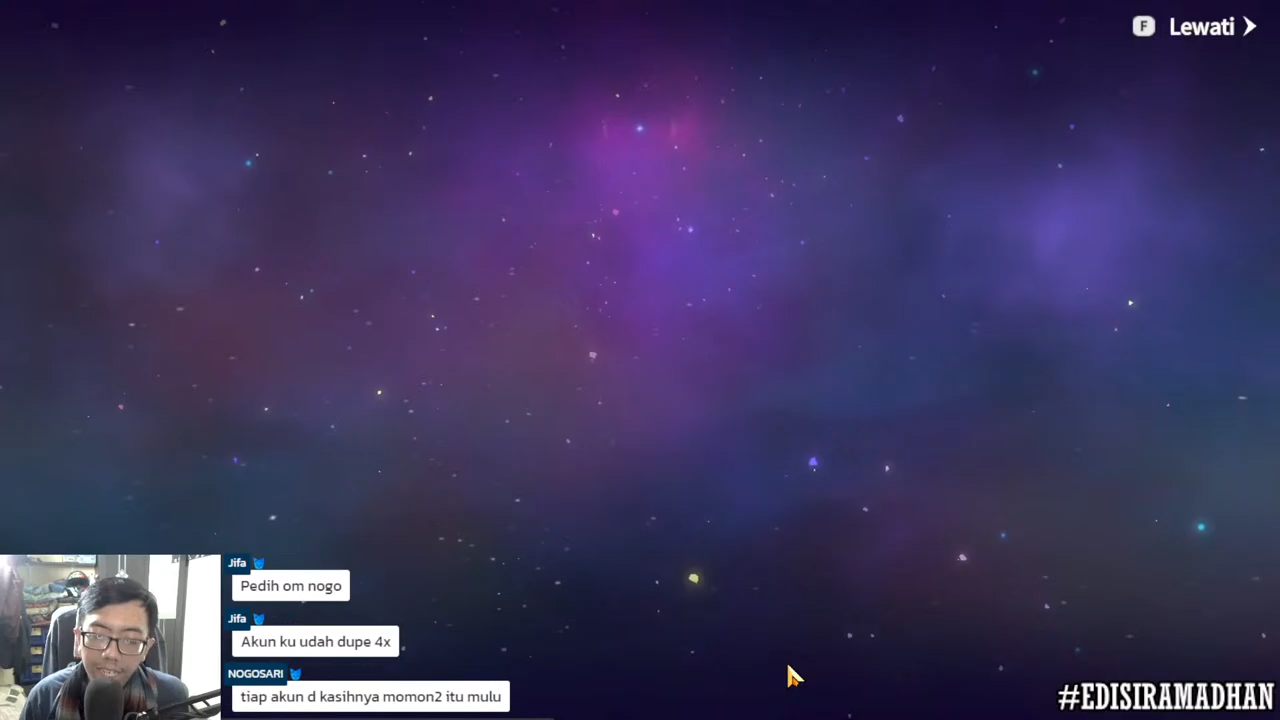 F Lewati
Jifa
Pedih om nogo
Jifa
Akun ku udah dupe 4x
NOGOSARI
tiap akun d kasihnya momon2 itu mulu
#EDISIRAMADHAN